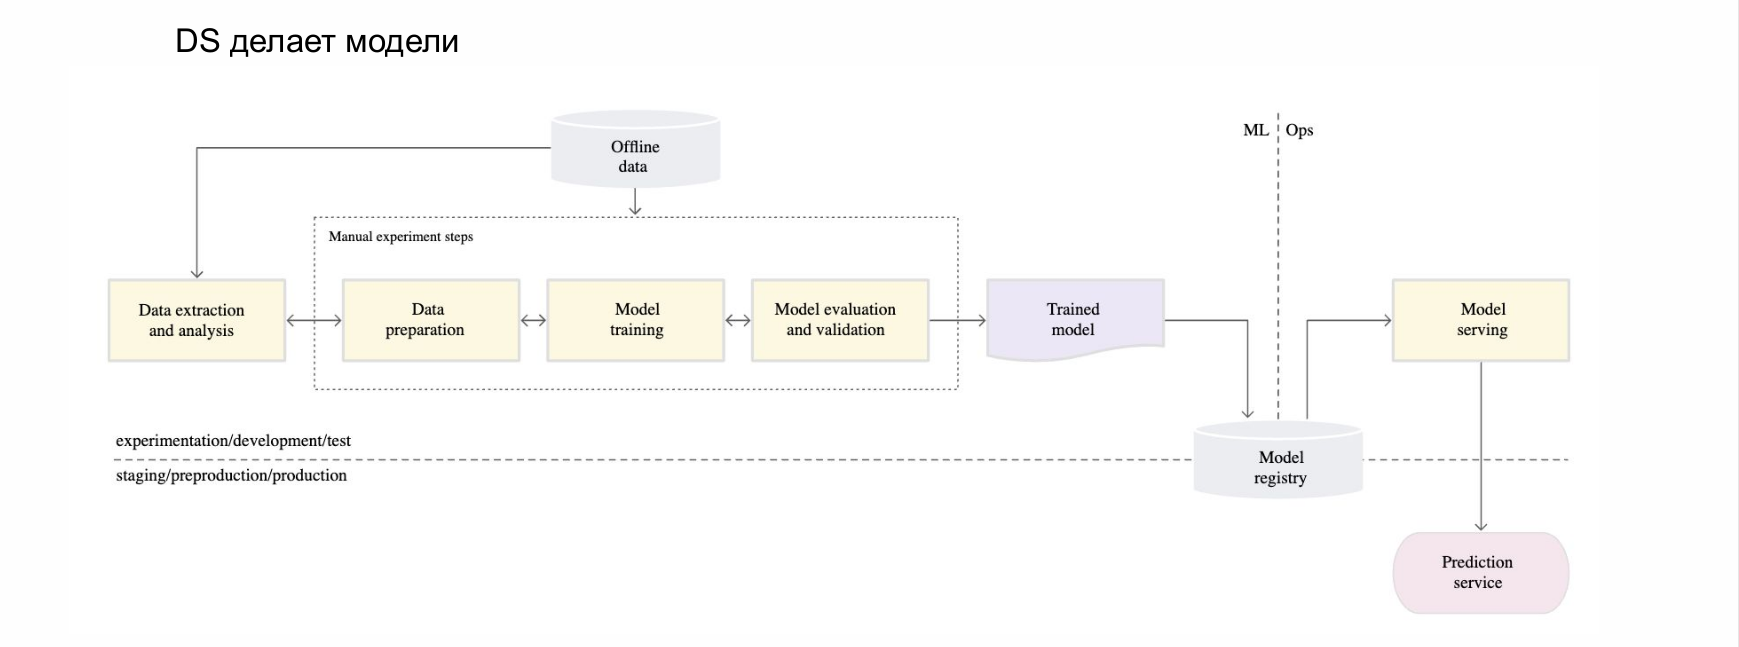 DS делает модели
Offline
data
ML
Ops
Manual experiment steps
Data extraction
and analysis
Data
preparation
Model
training
Model evaluation
and validation
Trained
model
Model
serving
experimentation/development/test
staging/preproduction/production
Model
registry
Prediction
service